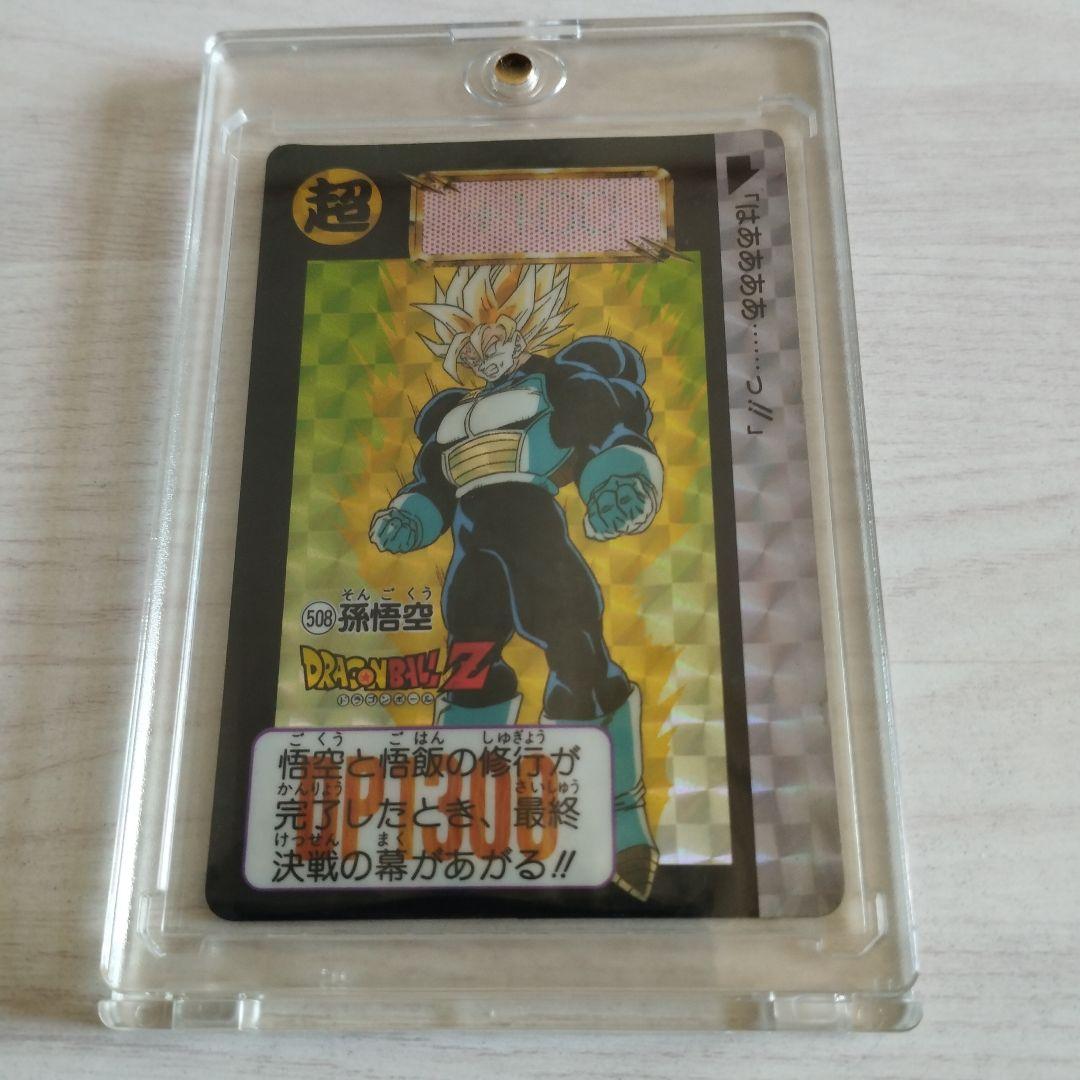 超
「はああああ……っ!!」
そんごくう
508 孫悟空
DRAGONBALL Z
ドラゴンボール
ごくう ごはん しゅぎょう
悟空と悟飯の修行が
かんりょう さいしゅう
完了したとき、最終
けっせん まく
決戦の幕があがる!!